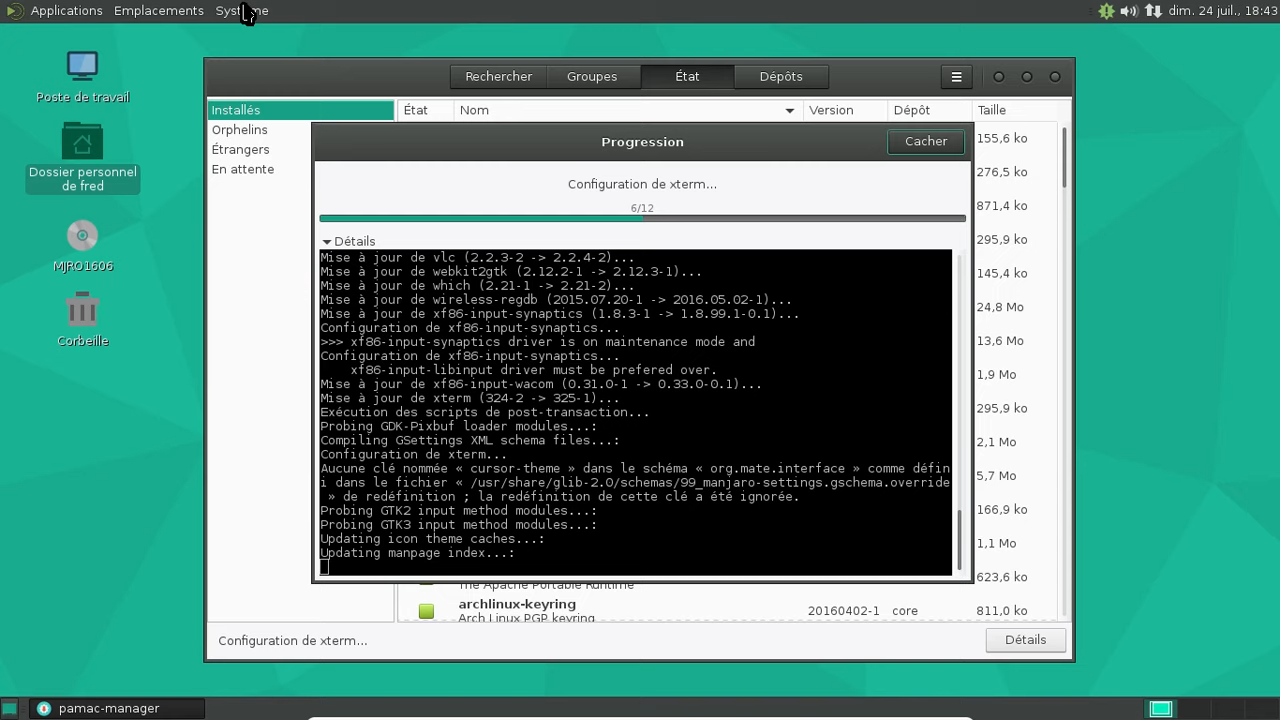 Applications Emplacements Système dim. 24 juil., 18:43
Poste de travail
Dossier personnel
de fred
MJRO1606
Corbeille
Rechercher Groupes État Dépôts
Installés
Orphelins
Étrangers
En attente
État Nom Version Dépôt Taille
155,6 ko
276,5 ko
871,4 ko
295,9 ko
145,4 ko
24,8 Mo
13,6 Mo
1,9 Mo
295,9 ko
2,1 Mo
5,7 Mo
166,9 ko
1,1 Mo
623,6 ko
Progression
Cacher
Configuration de xterm...
6/12
Détails
Mise à jour de vlc (2.2.3-2 -> 2.2.4-2)...
Mise à jour de webkit2gtk (2.12.2-1 -> 2.12.3-1)...
Mise à jour de which (2.21-1 -> 2.21-2)...
Mise à jour de wireless-regdb (2015.07.20-1 -> 2016.05.02-1)...
Mise à jour de xf86-input-synaptics (1.8.3-1 -> 1.8.99.1-0.1)...
Configuration de xf86-input-synaptics...
>>> xf86-input-synaptics driver is on maintenance mode and
Configuration de xf86-input-synaptics...
xf86-input-libinput driver must be prefered over.
Mise à jour de xf86-input-wacom (0.31.0-1 -> 0.33.0-0.1)...
Mise à jour de xterm (324-2 -> 325-1)...
Exécution des scripts de post-transaction...
Probing GDK-Pixbuf loader modules...:
Compiling GSettings XML schema files...:
Configuration de xterm...
Aucune clé nommée « cursor-theme » dans le schéma « org.mate.interface » comme défin
i dans le fichier « /usr/share/glib-2.0/schemas/99_manjaro-settings.gschema.override
» de redéfinition ; la redéfinition de cette clé a été ignorée.
Probing GTK2 input method modules...:
Probing GTK3 input method modules...:
Updating icon theme caches...:
Updating manpage index...:
The Apache Portable Runtime
archlinux-keyring 20160402-1 core 811,0 ko
Arch Linux PGP keyring
Configuration de xterm...
Détails
pamac-manager